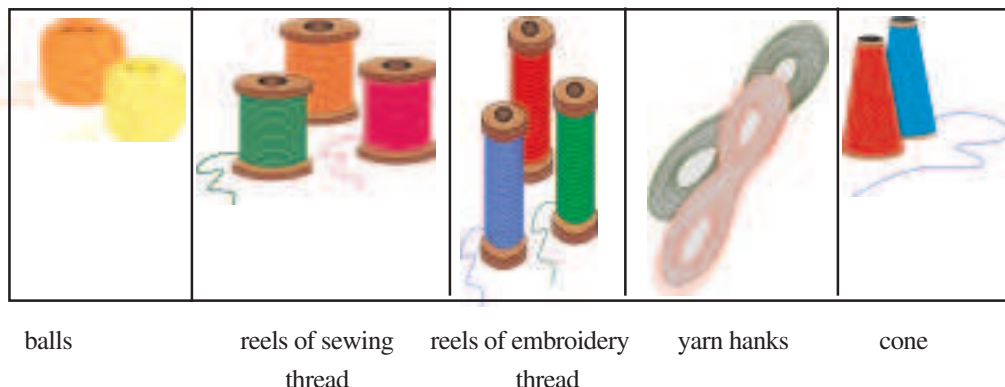 balls
reels of sewing thread
reels of embroidery thread
yarn hanks
cone